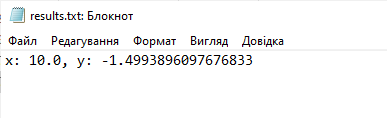 results.txt: Блокнот
Файл Редагування Формат Вигляд Довідка
x: 10.0, y: -1.4993896097676833